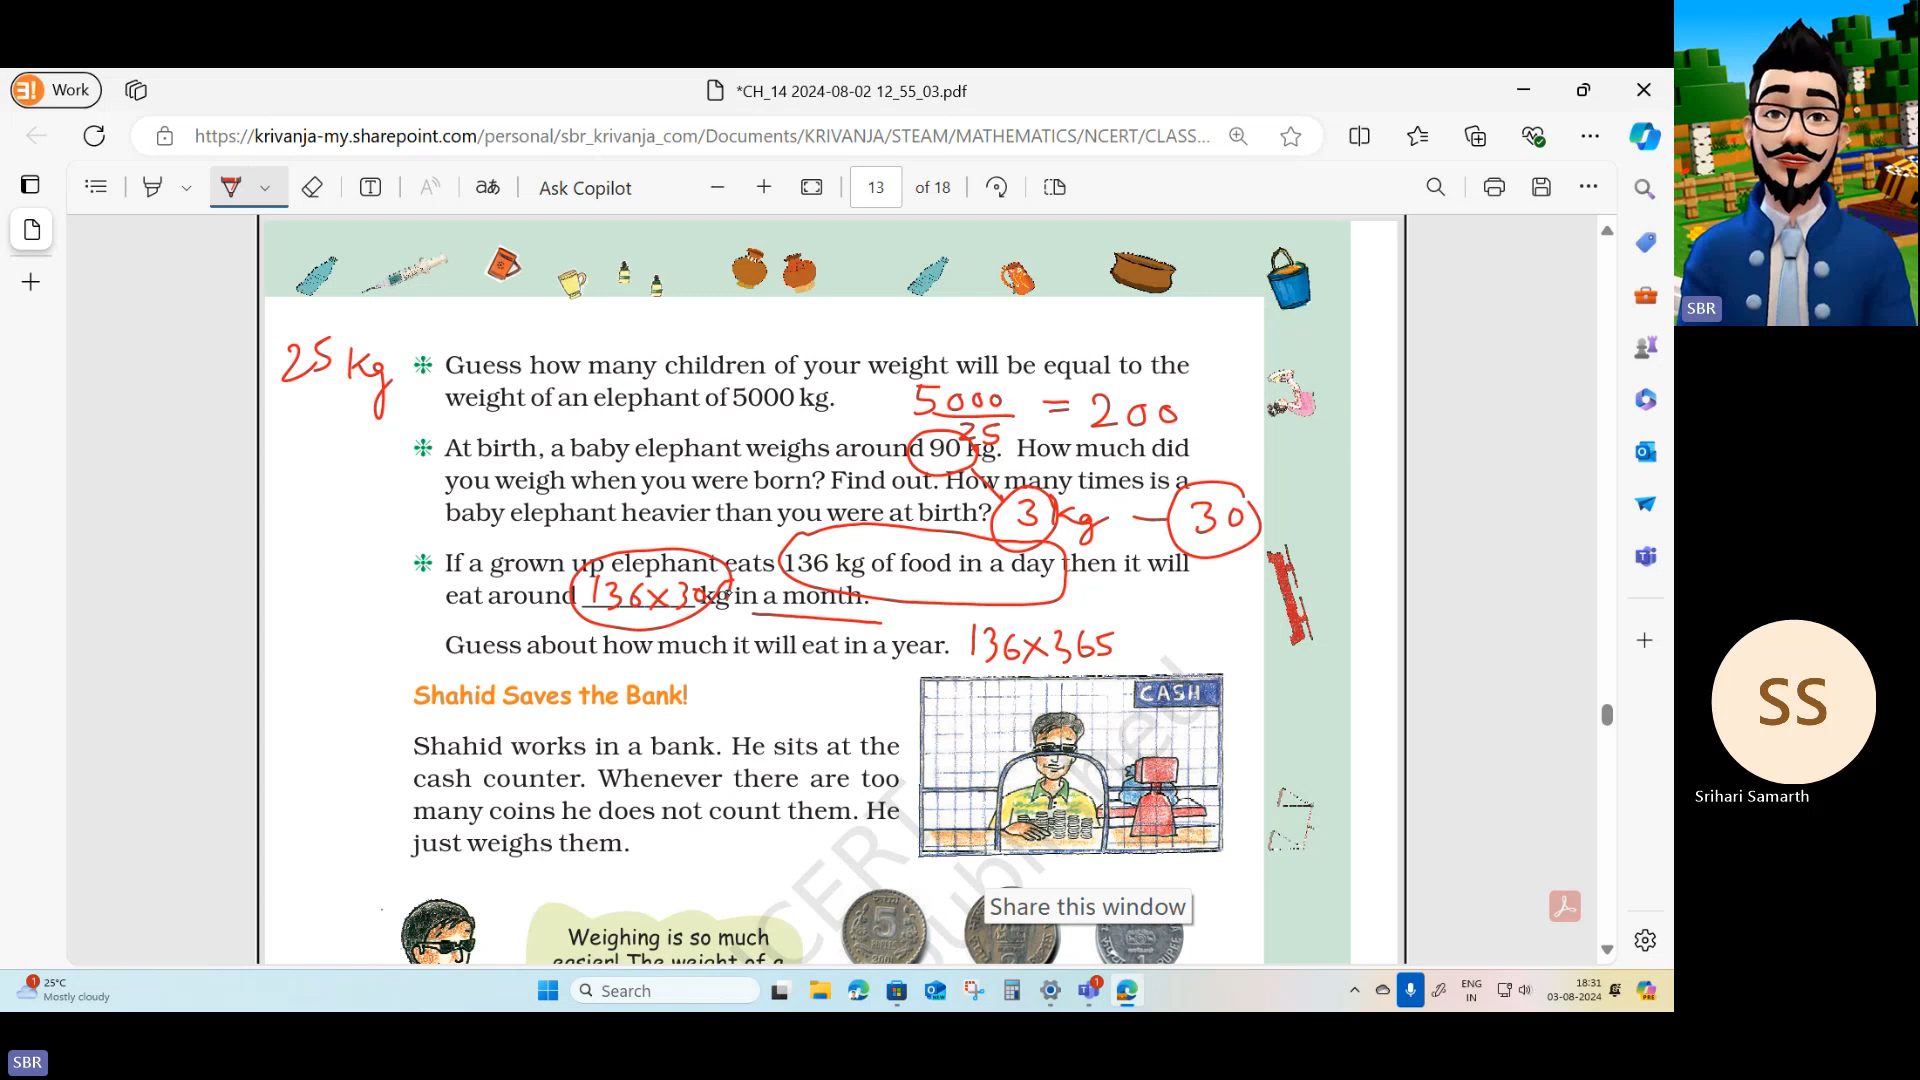 Work
*CH_14 2024-08-02 12_55_03.pdf
https://krivanja-my.sharepoint.com/personal/sbr_krivanja_com/Documents/KRIVANJA/STEAM/MATHEMATICS/NCERT/CLASS...
Ask Copilot
13 of 18
25 kg
Guess how many children of your weight will be equal to the
weight of an elephant of 5000 kg.
5000
25
= 200
At birth, a baby elephant weighs around 90 kg. How much did
you weigh when you were born? Find out. How many times is a
baby elephant heavier than you were at birth?
3 kg — 30
If a grown up elephant eats 136 kg of food in a day then it will
eat around 136x30 kg in a month.
Guess about how much it will eat in a year. 136x365
Shahid Saves the Bank!
CASH
Shahid works in a bank. He sits at the
cash counter. Whenever there are too
many coins he does not count them. He
just weighs them.
Share this window
Weighing is so much
easier! The weight of a
5
SBR
SS
Srihari Samarth
1
25°C
Mostly cloudy
Search
1
ENG
IN
18:31
03-08-2024
SBR